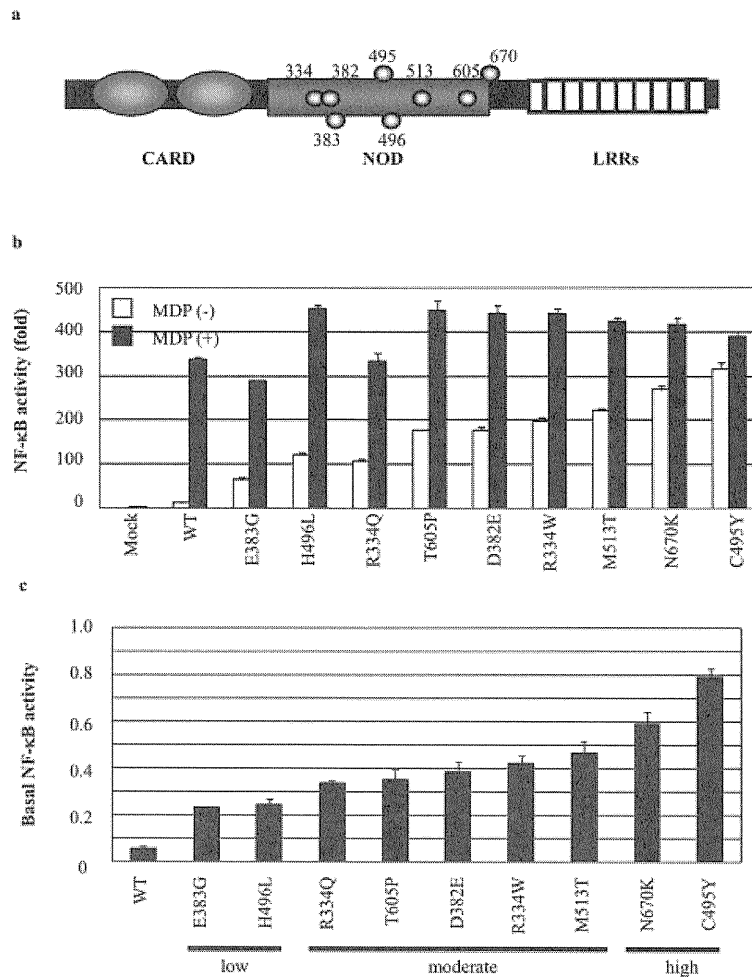 a
495
670
334
382
513
605
383
496
CARD
NOD
LRRs
b
NF-κB activity (fold)
500
400
300
200
100
0
MDP (-)
MDP (+)
Mock
WT
E383G
H496L
R334Q
T605P
D382E
R334W
M513T
N670K
C495Y
c
Basal NF-κB activity
1.0
0.8
0.6
0.4
0.2
0
WT
E383G
H496L
R334Q
T605P
D382E
R334W
M513T
N670K
C495Y
low
moderate
high